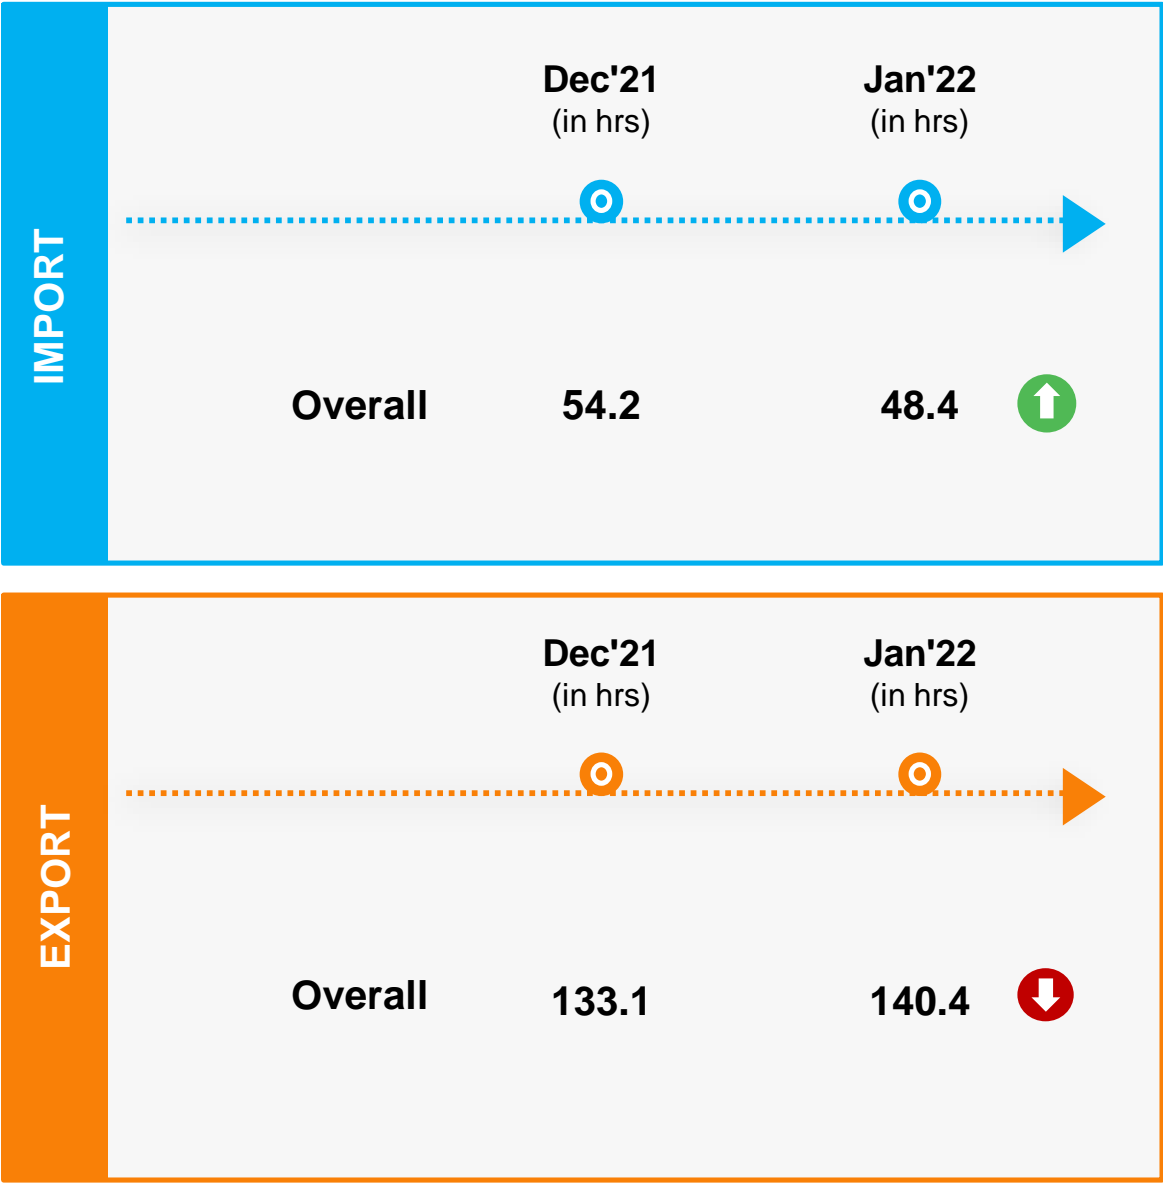 IMPORT
Dec'21 Jan'22
(in hrs) (in hrs)
Overall 54.2 48.4
EXPORT
Dec'21 Jan'22
(in hrs) (in hrs)
Overall 133.1 140.4